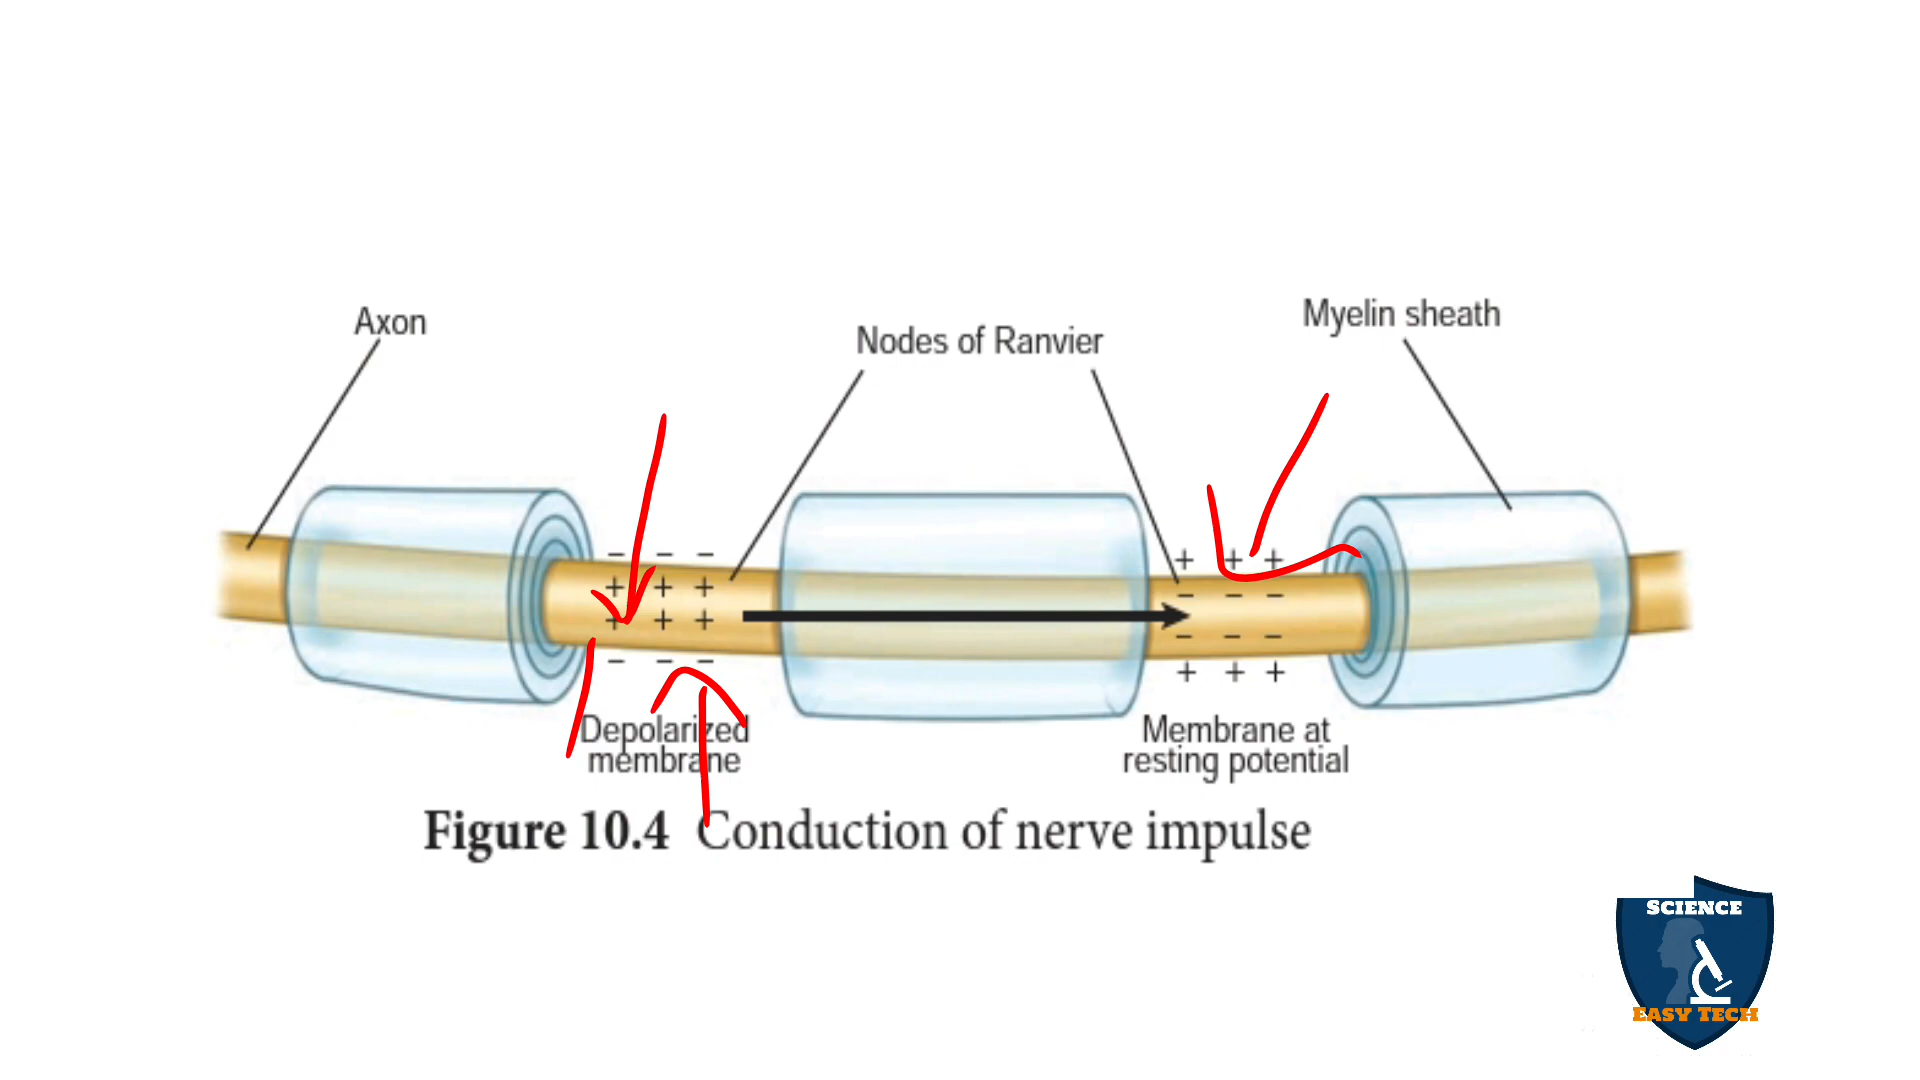 Axon
Nodes of Ranvier
Myelin sheath
− − −
+ + +
+ + +
− − −
+ + +
− − −
− − −
+ + +
Depolarized
membrane
Membrane at
resting potential
Figure 10.4 Conduction of nerve impulse
SCIENCE
EASY TECH